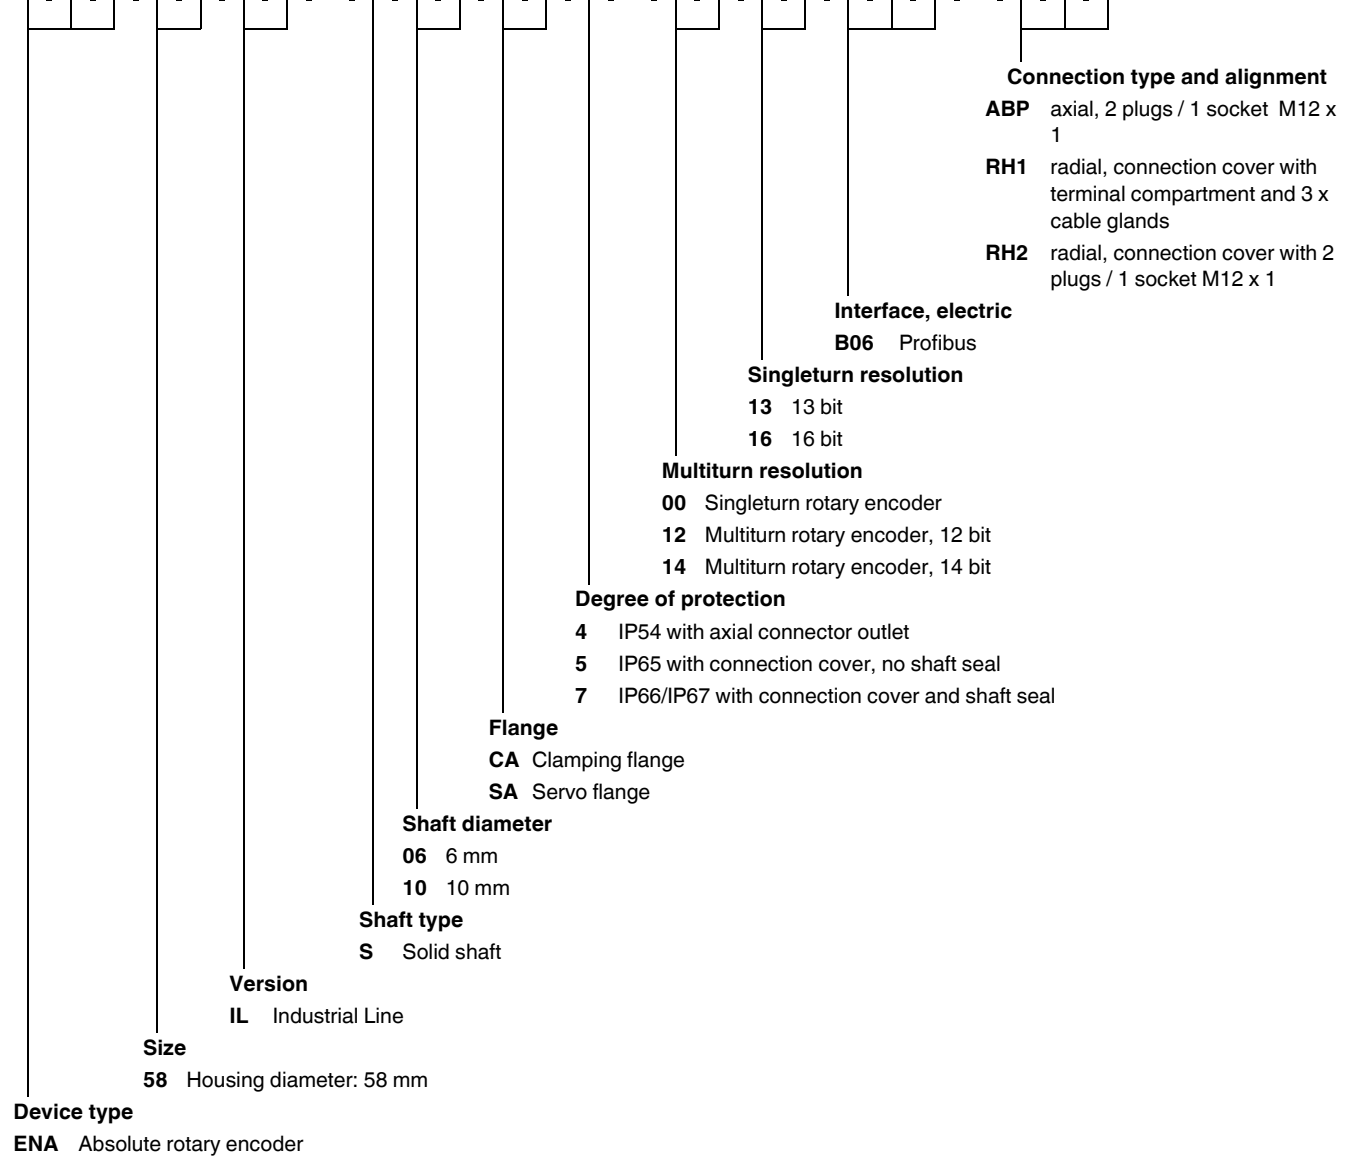 Connection type and alignment
ABP axial, 2 plugs / 1 socket M12 x
1
RH1 radial, connection cover with
terminal compartment and 3 x
cable glands
RH2 radial, connection cover with 2
plugs / 1 socket M12 x 1
Interface, electric
B06 Profibus
Singleturn resolution
13 13 bit
16 16 bit
Multiturn resolution
00 Singleturn rotary encoder
12 Multiturn rotary encoder, 12 bit
14 Multiturn rotary encoder, 14 bit
Degree of protection
4 IP54 with axial connector outlet
5 IP65 with connection cover, no shaft seal
7 IP66/IP67 with connection cover and shaft seal
Flange
CA Clamping flange
SA Servo flange
Shaft diameter
06 6 mm
10 10 mm
Shaft type
S Solid shaft
Version
IL Industrial Line
Size
58 Housing diameter: 58 mm
Device type
ENA Absolute rotary encoder